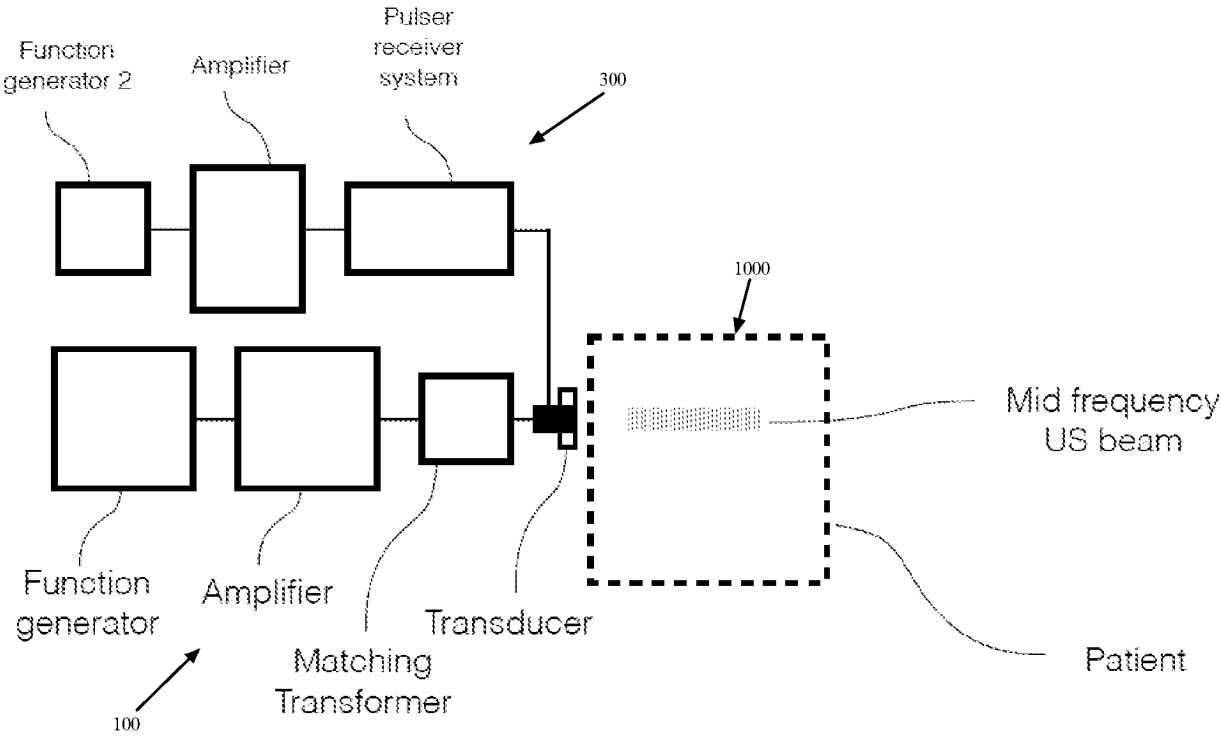 Function
generator 2
Amplifier
Pulser
receiver
system
300
1000
Mid frequency
US beam
Function
generator
Amplifier
Matching
Transformer
Transducer
Patient
100